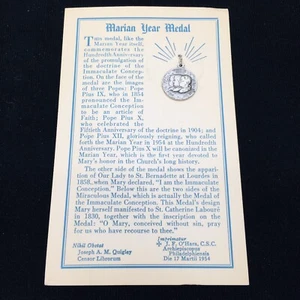 Marian Year Medal
THIS medal, like the
Marian Year itself,
commemorates the
Hundredth Anniversary
of the promulgation of
the doctrine of the
Immaculate Conception.
On the face of
the medal are the
images of three
Popes; Pope Pius IX,
who in 1854
pronounced the Immaculate
Conception
to be an article of
Faith; Pope Pius X,
who celebrated the
Fiftieth Anniversary of the doctrine in 1904; and
Pope Pius XII, gloriously reigning, who called
forth the Marian Year in 1954 at the Hundredth
Anniversary. Pope Pius X will be canonized in the
Marian Year, which is the first year devoted to
Mary's honor in the Church's long history.
The other side of the medal shows the apparition
of Our Lady to St. Bernadette at Lourdes in
1858, when Mary declared, "I am the Immaculate
Conception." Below this are the two sides of the
Miraculous Medal, which is actually the Medal of
the Immaculate Conception. This Medal's design
Mary herself manifested to St. Catherine Labouré
in 1830, together with the inscription on the
Medal: "O Mary, conceived without sin, pray
for us who have recourse to thee."
Nihil Obstat
Joseph A. M. Quigley
Censor Librorum
Imprimatur
✝ J. F. O'Hara, C.S.C.
Archiepiscopus
Philadelphiensis
Die 17 Martii 1954